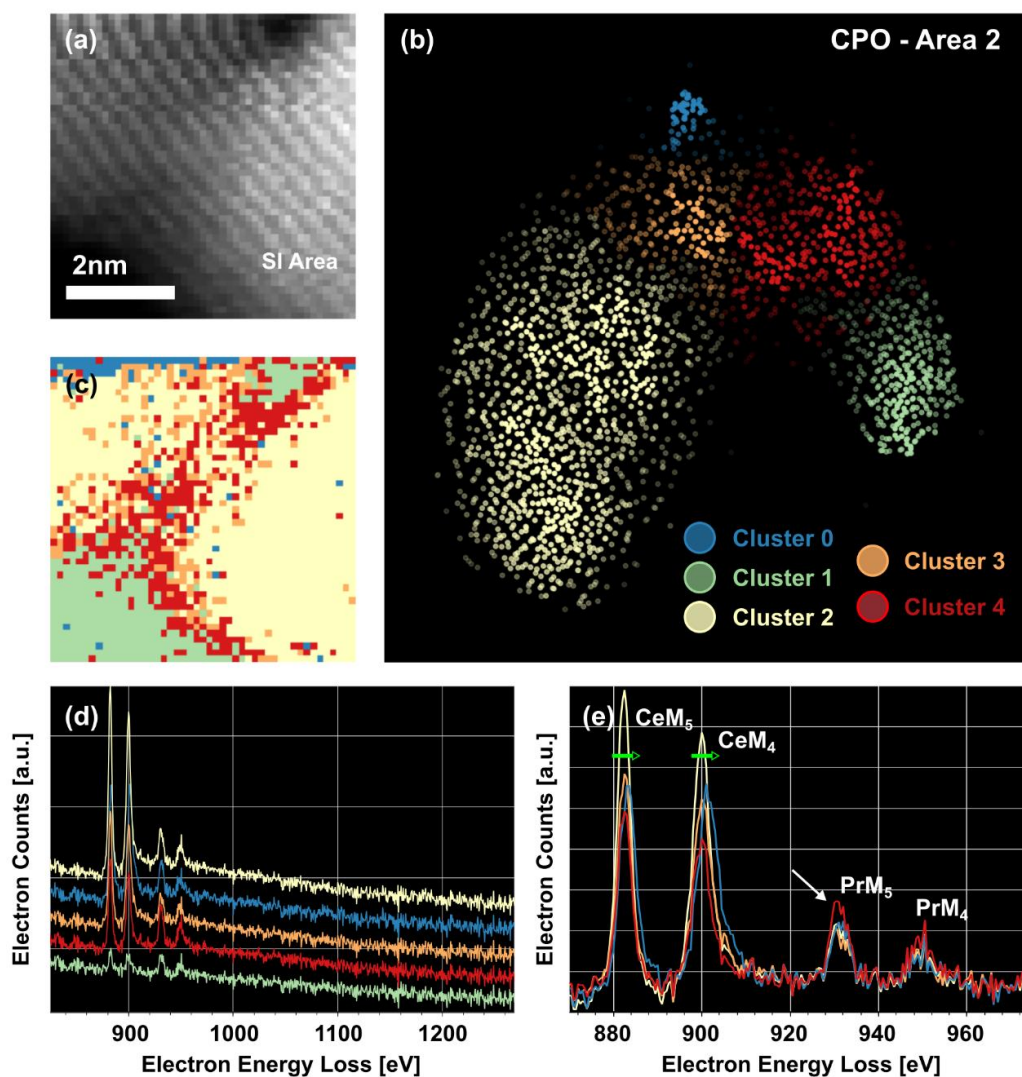 (a)
SI Area
2nm
(b)
CPO - Area 2
Cluster 0
Cluster 1
Cluster 2
Cluster 3
Cluster 4
(c)
(d)
Electron Counts [a.u.]
900
1000
1100
1200
Electron Energy Loss [eV]
(e)
CeM5
CeM4
PrM5
PrM4
Electron Counts [a.u.]
880
900
920
940
960
Electron Energy Loss [eV]